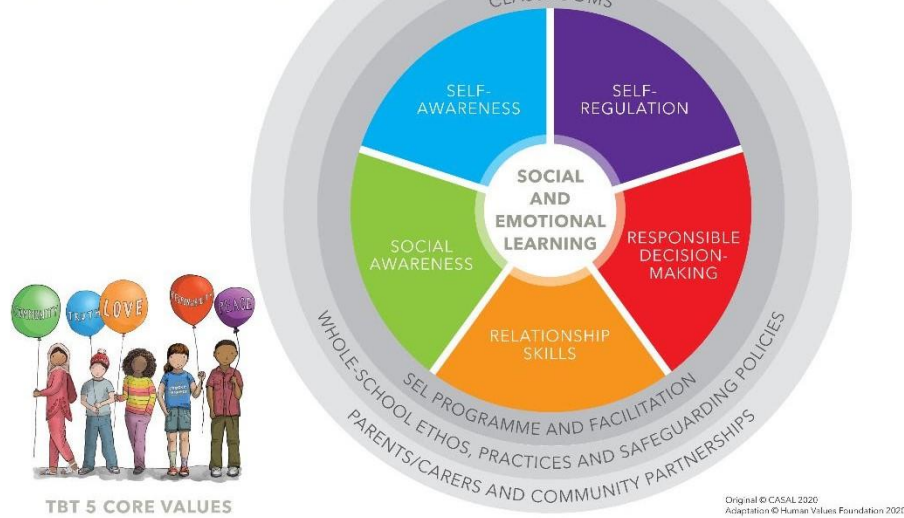 CLASSROOMS
SELF-
AWARENESS
SELF-
REGULATION
SOCIAL
AND
EMOTIONAL
LEARNING
SOCIAL
AWARENESS
RESPONSIBLE
DECISION-
MAKING
RELATIONSHIP
SKILLS
SEL PROGRAMME AND FACILITATION
WHOLE-SCHOOL ETHOS, PRACTICES AND SAFEGUARDING POLICIES
PARENTS/CARERS AND COMMUNITY PARTNERSHIPS
TRUTH
LOVE
PEACE
TBT 5 CORE VALUES
Original © CASAL 2020
Adaptation © Human Values Foundation 2020